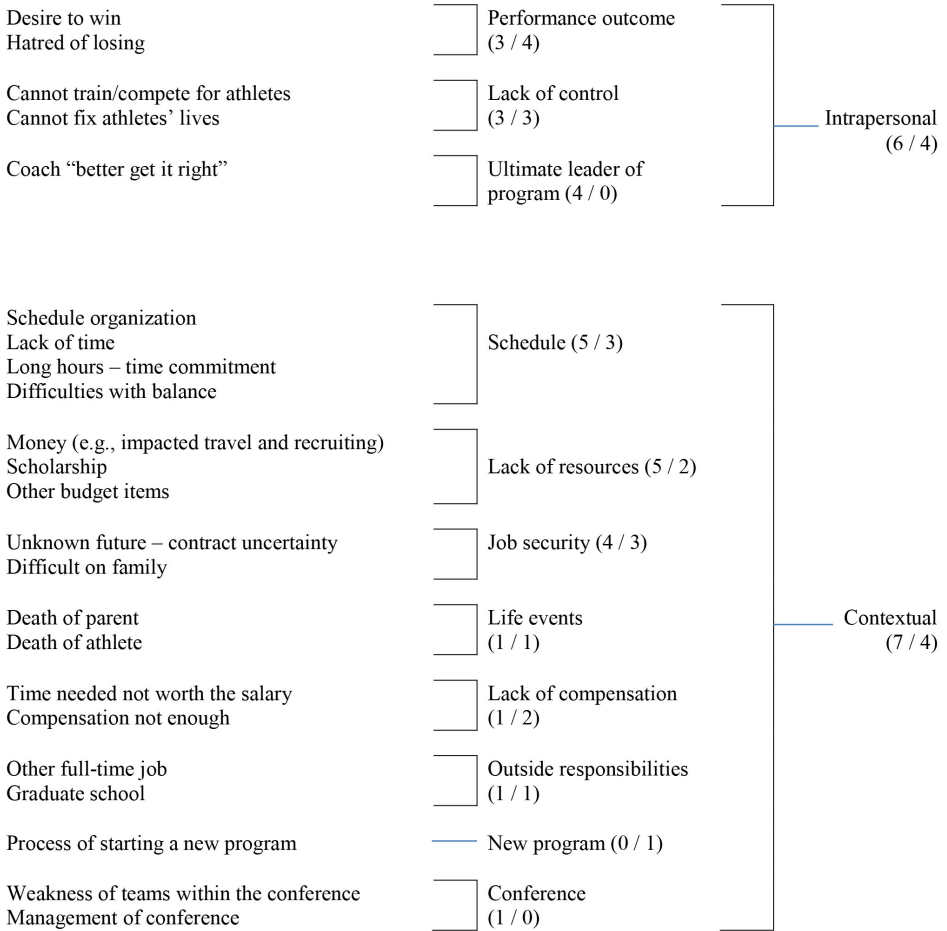 Desire to win
Hatred of losing
Performance outcome
(3 / 4)
Cannot train/compete for athletes
Cannot fix athletes’ lives
Lack of control
(3 / 3)
Coach “better get it right”
Ultimate leader of
program (4 / 0)
Intrapersonal
(6 / 4)
Schedule organization
Lack of time
Long hours – time commitment
Difficulties with balance
Schedule (5 / 3)
Money (e.g., impacted travel and recruiting)
Scholarship
Other budget items
Lack of resources (5 / 2)
Unknown future – contract uncertainty
Difficult on family
Job security (4 / 3)
Death of parent
Death of athlete
Life events
(1 / 1)
Time needed not worth the salary
Compensation not enough
Lack of compensation
(1 / 2)
Other full-time job
Graduate school
Outside responsibilities
(1 / 1)
Process of starting a new program
New program (0 / 1)
Weakness of teams within the conference
Management of conference
Conference
(1 / 0)
Contextual
(7 / 4)